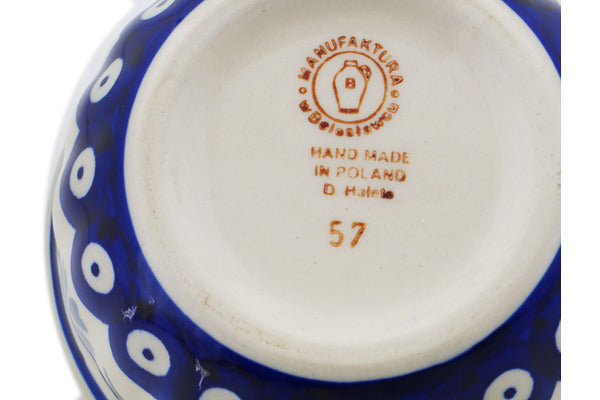 MANUFAKTURA
B
w Bolesławcu
HAND MADE
IN POLAND
D.
57